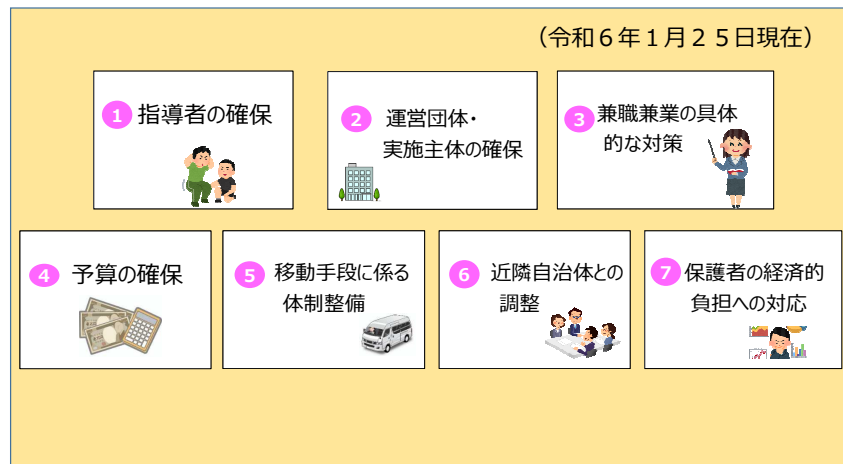 （令和６年１月２５日現在）
1 指導者の確保
2 運営団体・
実施主体の確保
3 兼職兼業の具体
的な対策
4 予算の確保
5 移動手段に係る
体制整備
6 近隣自治体との
調整
7 保護者の経済的
負担への対応